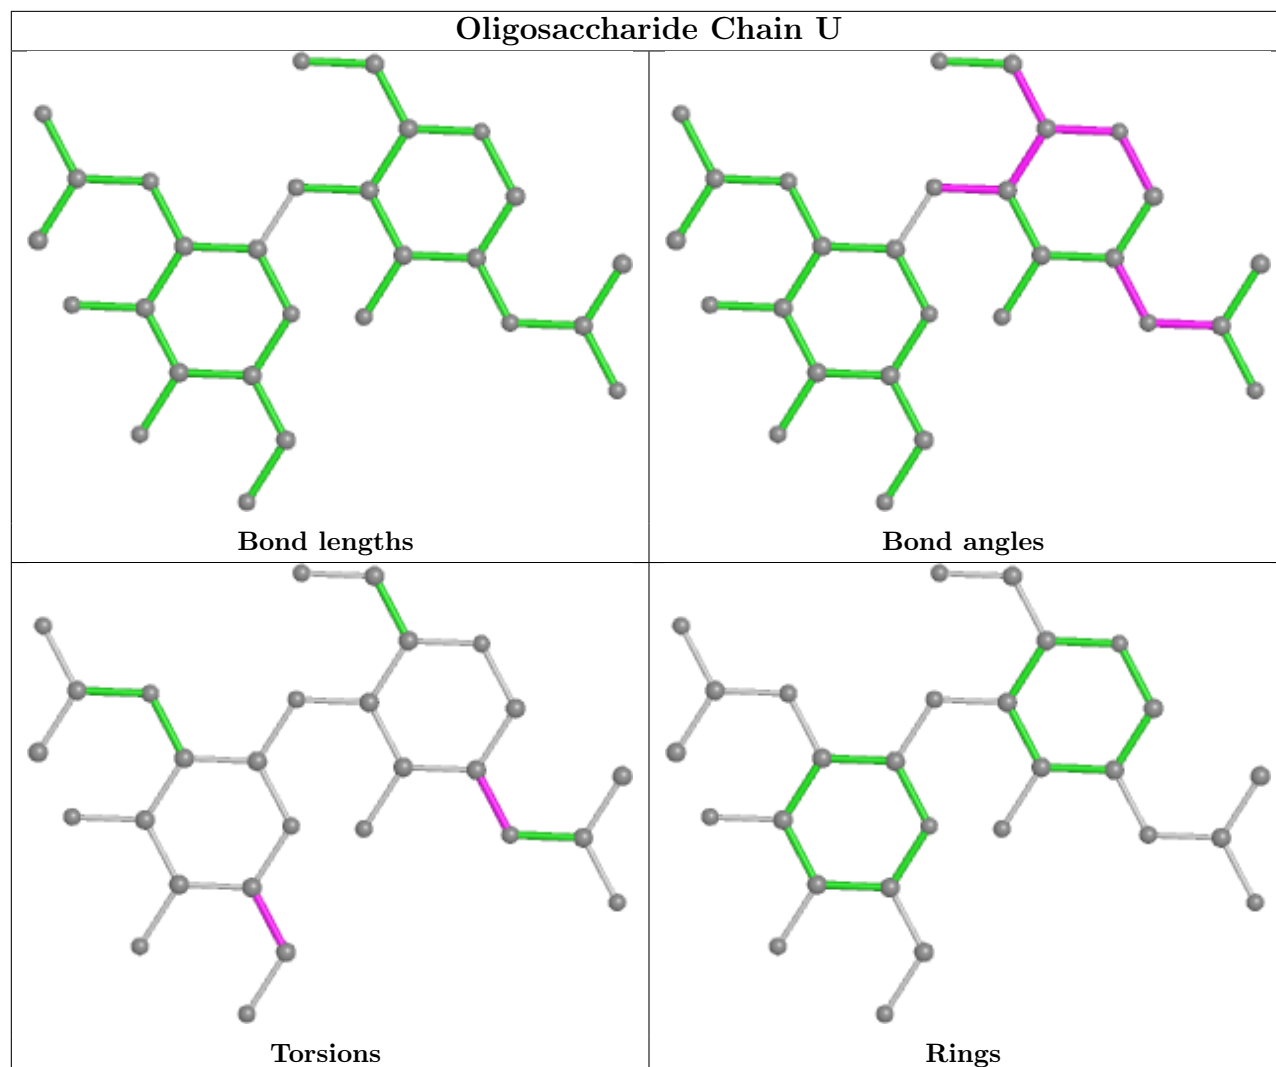 Oligosaccharide Chain U
Bond lengths
Bond angles
Torsions
Rings